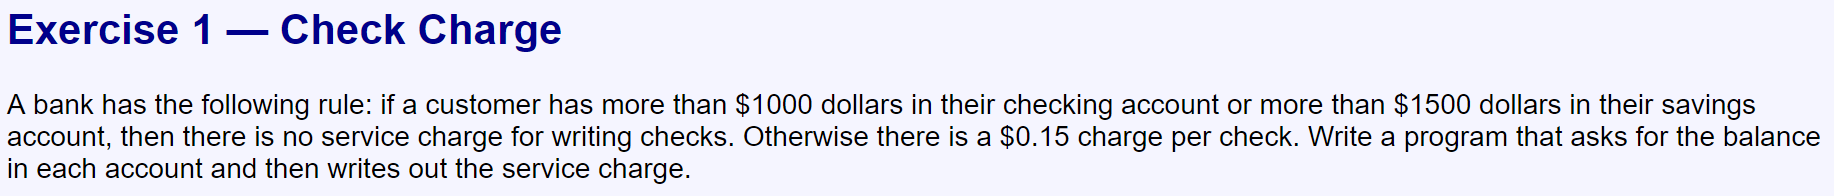 Exercise 1 — Check Charge
A bank has the following rule: if a customer has more than $1000 dollars in their checking account or more than $1500 dollars in their savings
account, then there is no service charge for writing checks. Otherwise there is a $0.15 charge per check. Write a program that asks for the balance
in each account and then writes out the service charge.